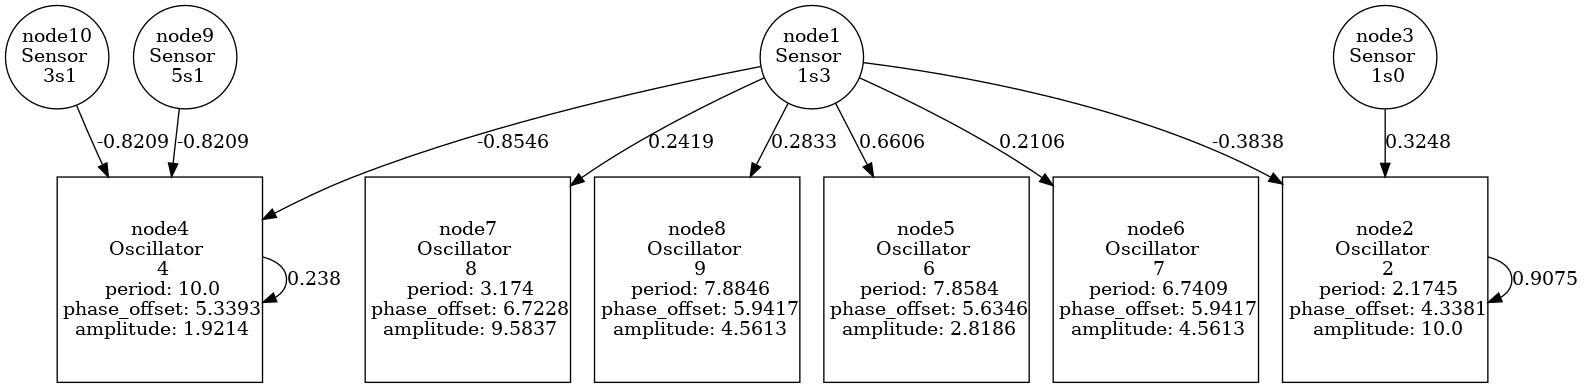 node10
Sensor
3s1
node9
Sensor
5s1
node1
Sensor
1s3
node3
Sensor
1s0
-0.8209
-0.8209
-0.8546
0.2419
0.2833
0.6606
0.2106
-0.3838
0.3248
node4
Oscillator
4
period: 10.0
phase_offset: 5.3393
amplitude: 1.9214
0.238
node7
Oscillator
8
period: 3.174
phase_offset: 6.7228
amplitude: 9.5837
node8
Oscillator
9
period: 7.8846
phase_offset: 5.9417
amplitude: 4.5613
node5
Oscillator
6
period: 7.8584
phase_offset: 5.6346
amplitude: 2.8186
node6
Oscillator
7
period: 6.7409
phase_offset: 5.9417
amplitude: 4.5613
node2
Oscillator
2
period: 2.1745
phase_offset: 4.3381
amplitude: 10.0
0.9075